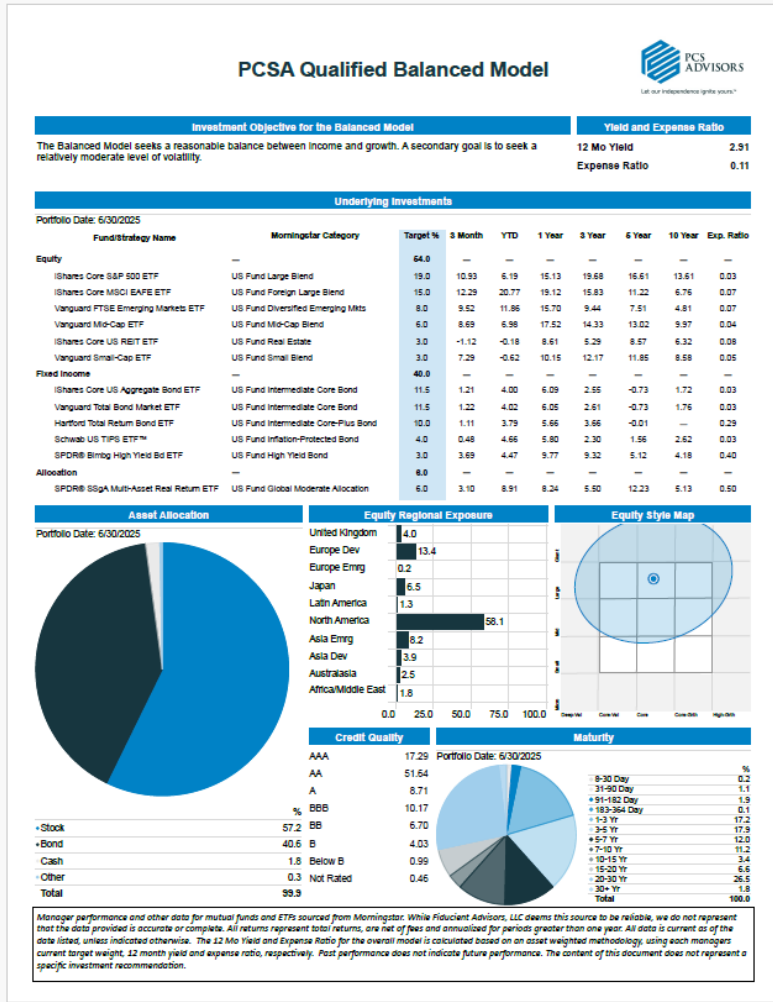 PCSA Qualified Balanced Model
PCS
ADVISORS
Let our independence ignite yours.®
Investment Objective for the Balanced Model
The Balanced Model seeks a reasonable balance between income and growth. A secondary goal is to seek a
relatively moderate level of volatility.
Yield and Expense Ratio
12 Mo Yield 2.91
Expense Ratio 0.11
Underlying Investments
Portfolio Date: 6/30/2025
Fund/Strategy Name Morningstar Category Target % 3 Month YTD 1 Year 3 Year 5 Year 10 Year Exp. Ratio
Equity — 54.0 — — — — — — —
iShares Core S&P 500 ETF US Fund Large Blend 19.0 10.93 6.19 15.13 19.68 16.61 13.61 0.03
iShares Core MSCI EAFE ETF US Fund Foreign Large Blend 15.0 12.29 20.77 19.12 15.83 11.22 6.76 0.07
Vanguard FTSE Emerging Markets ETF US Fund Diversified Emerging Mkts 8.0 9.52 11.86 15.70 9.44 7.51 4.81 0.07
Vanguard Mid-Cap ETF US Fund Mid-Cap Blend 6.0 8.69 6.98 17.52 14.33 13.02 9.97 0.04
iShares Core US REIT ETF US Fund Real Estate 3.0 -1.12 -0.18 8.61 5.29 8.57 6.32 0.08
Vanguard Small-Cap ETF US Fund Small Blend 3.0 7.29 -0.62 10.15 12.17 11.85 8.58 0.05
Fixed Income — 40.0 — — — — — — —
iShares Core US Aggregate Bond ETF US Fund Intermediate Core Bond 11.5 1.21 4.00 6.09 2.55 -0.73 1.72 0.03
Vanguard Total Bond Market ETF US Fund Intermediate Core Bond 11.5 1.22 4.02 6.05 2.61 -0.73 1.76 0.03
Hartford Total Return Bond ETF US Fund Intermediate Core-Plus Bond 10.0 1.11 3.79 5.66 3.66 -0.01 — 0.29
Schwab US TIPS ETF™ US Fund Inflation-Protected Bond 4.0 0.48 4.66 5.80 2.30 1.56 2.62 0.03
SPDR® Blmbg High Yield Bd ETF US Fund High Yield Bond 3.0 3.69 4.47 9.77 9.32 5.12 4.18 0.40
Allocation — 6.0 — — — — — — —
SPDR® SSgA Multi-Asset Real Return ETF US Fund Global Moderate Allocation 6.0 3.10 8.91 8.24 5.50 12.23 5.13 0.50
Asset Allocation
Portfolio Date: 6/30/2025
%
Stock 57.2
Bond 40.6
Cash 1.8
Other 0.3
Total 99.9
Equity Regional Exposure
United Kingdom 4.0
Europe Dev 13.4
Europe Emrg 0.2
Japan 6.5
Latin America 1.3
North America 58.1
Asia Emrg 8.2
Asia Dev 3.9
Australasia 2.5
Africa/Middle East 1.8
0.0 25.0 50.0 75.0 100.0
Equity Style Map
Deep Val Core Val Core Core Grth High Grth
Credit Quality
AAA 17.29
AA 51.64
A 8.71
BBB 10.17
BB 6.70
B 4.03
Below B 0.99
Not Rated 0.46
Maturity
Portfolio Date: 6/30/2025
%
8-30 Day 0.2
31-90 Day 1.1
91-182 Day 1.9
183-364 Day 0.1
1-3 Yr 17.2
3-5 Yr 17.9
5-7 Yr 12.0
7-10 Yr 11.2
10-15 Yr 3.4
15-20 Yr 6.6
20-30 Yr 26.5
30+ Yr 1.8
Total 100.0
Manager performance and other data for mutual funds and ETFs sourced from Morningstar. While Fiducient Advisors, LLC deems this source to be reliable, we do not represent
that the data provided is accurate or complete. All returns represent total returns, are net of fees and annualized for periods greater than one year. All data is current as of the
date listed, unless indicated otherwise. The 12 Mo Yield and Expense Ratio for the overall model is calculated based on an asset weighted methodology, using each managers
current target weight, 12 month yield and expense ratio, respectively. Past performance does not indicate future performance. The content of this document does not represent a
specific investment recommendation.